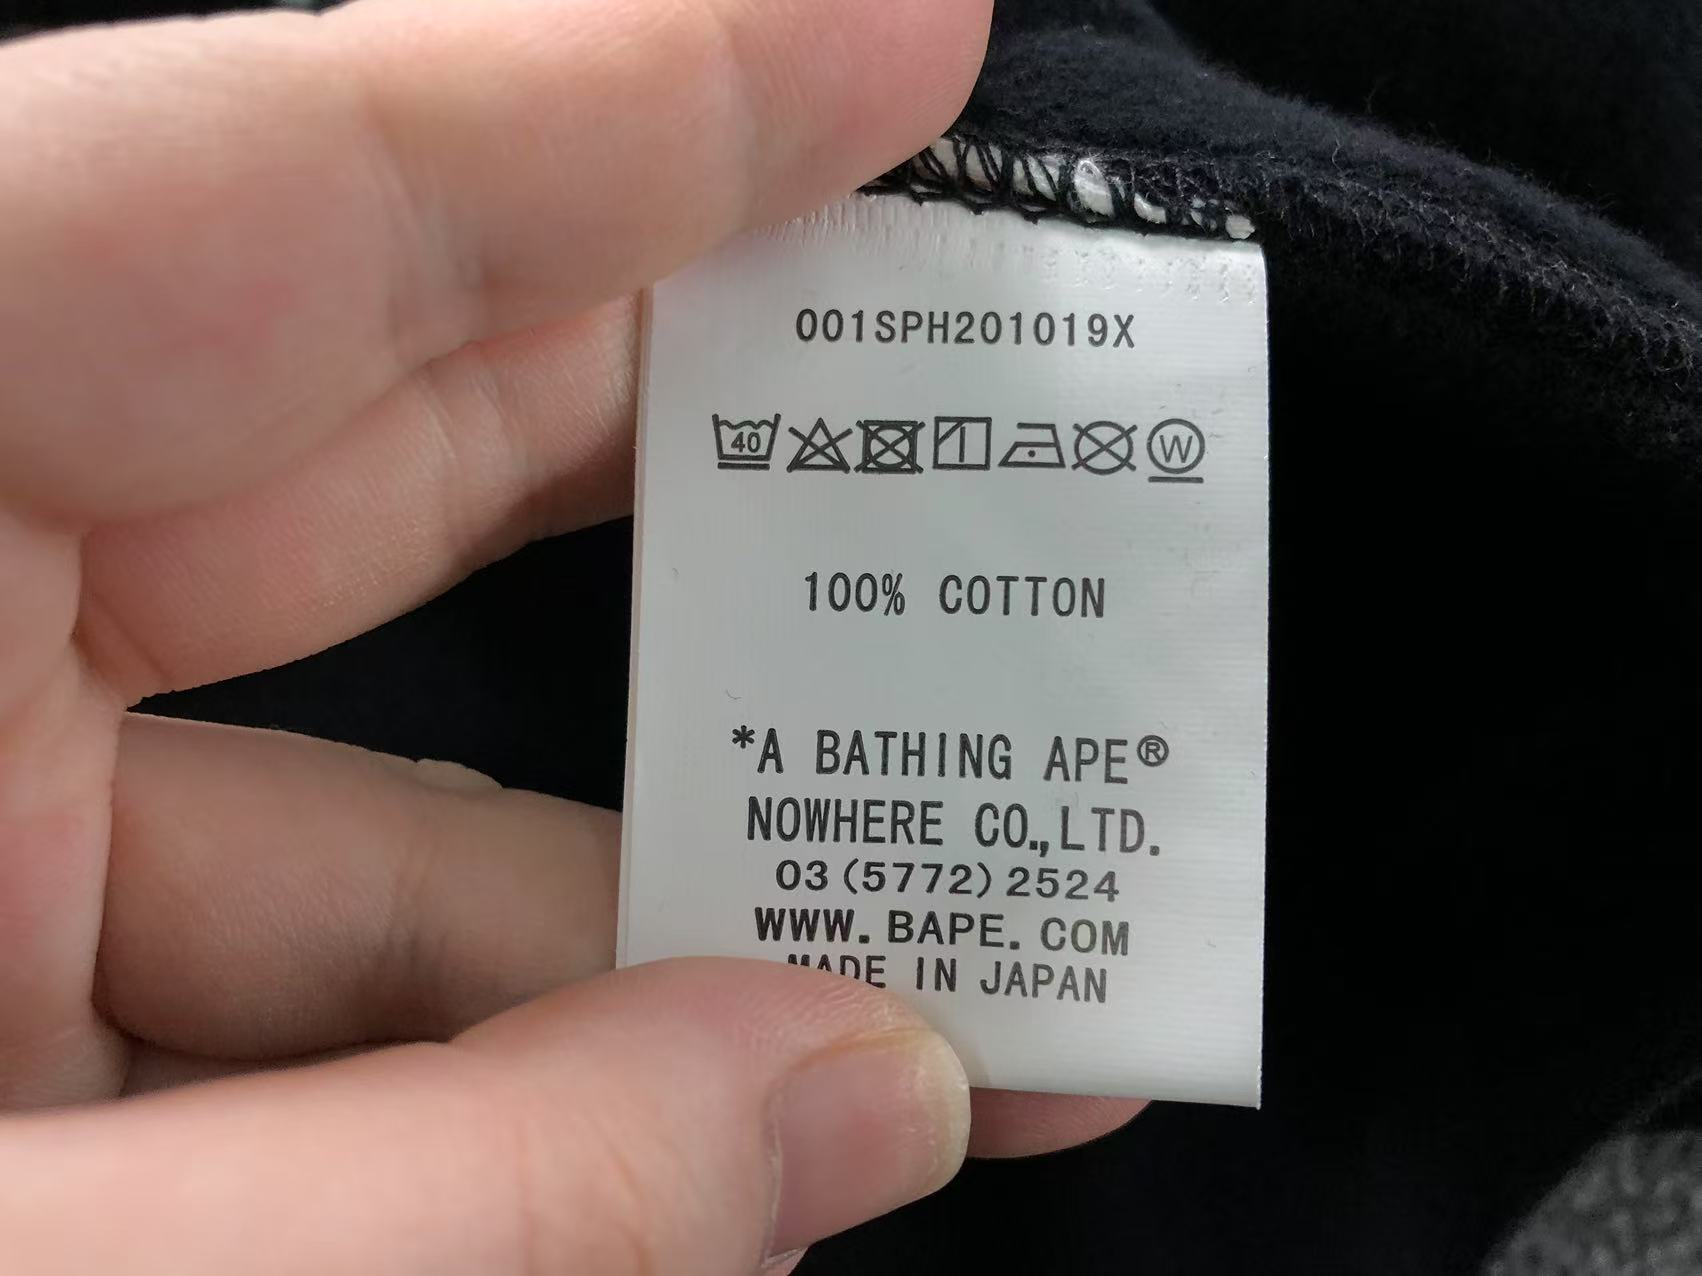 001SPH201019X
40 W
100% COTTON
*A BATHING APE®
NOWHERE CO.,LTD.
03(5772)2524
WWW.BAPE.COM
MADE IN JAPAN